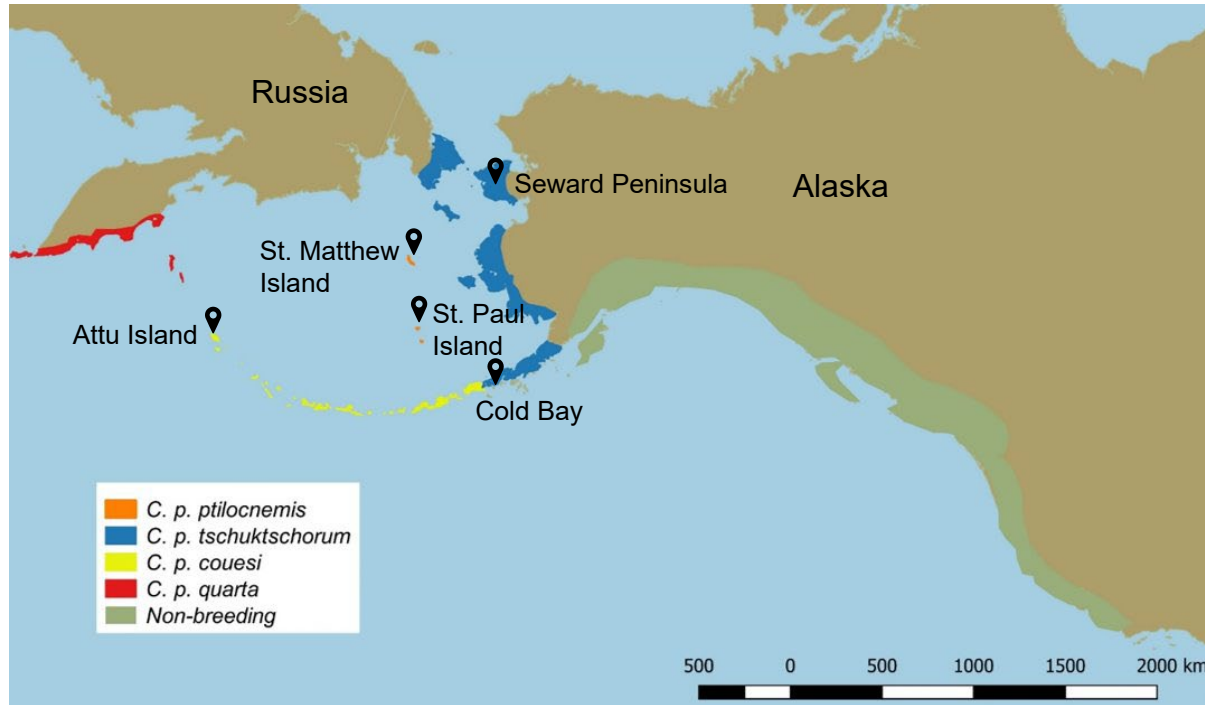 Russia
Seward Peninsula
Alaska
St. Matthew
Island
St. Paul
Island
Attu Island
Cold Bay
C. p. ptilocnemis
C. p. tschuktschorum
C. p. couesi
C. p. quarta
Non-breeding
500 0 500 1000 1500 2000 km